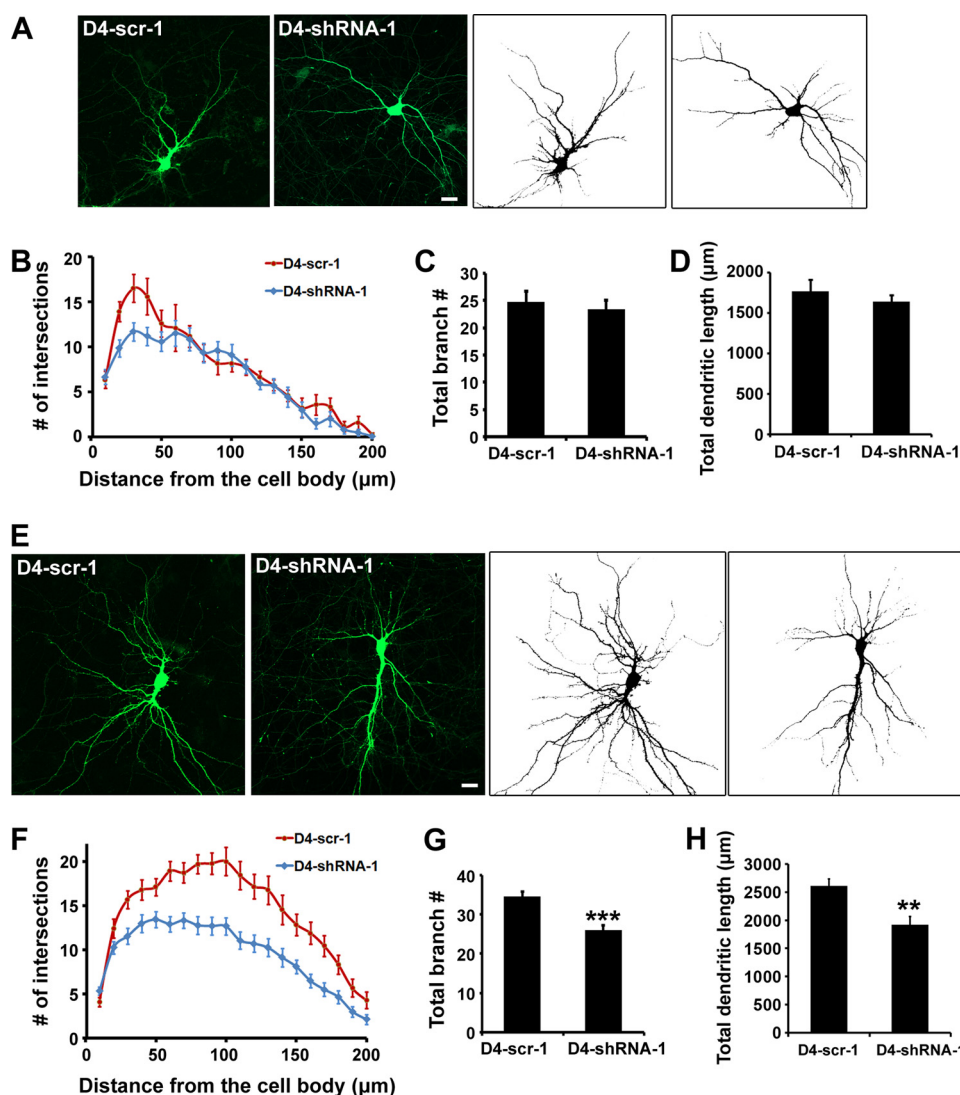 A
D4-scr-1
D4-shRNA-1
B
# of intersections
20
15
10
5
0
0
50
100
150
200
Distance from the cell body (µm)
D4-scr-1
D4-shRNA-1
C
Total branch #
30
25
20
15
10
5
0
D4-scr-1
D4-shRNA-1
D
Total dendritic length (µm)
2000
1500
1000
500
0
D4-scr-1
D4-shRNA-1
E
D4-scr-1
D4-shRNA-1
F
# of intersections
20
15
10
5
0
0
50
100
150
200
Distance from the cell body (µm)
D4-scr-1
D4-shRNA-1
G
Total branch #
40
30
20
10
0
***
D4-scr-1
D4-shRNA-1
H
Total dendritic length (µm)
3000
2500
2000
1500
1000
500
0
**
D4-scr-1
D4-shRNA-1